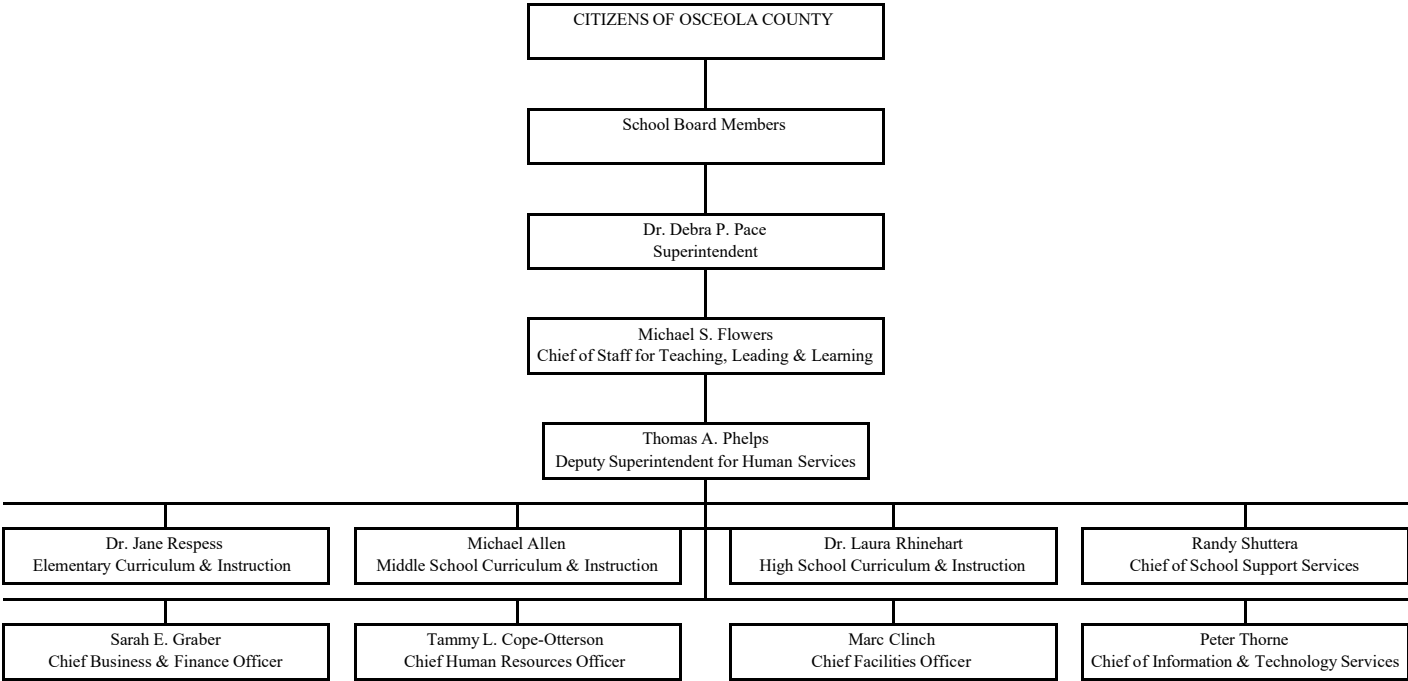 CITIZENS OF OSCEOLA COUNTY
School Board Members
Dr. Debra P. Pace
Superintendent
Michael S. Flowers
Chief of Staff for Teaching, Leading & Learning
Thomas A. Phelps
Deputy Superintendent for Human Services
Dr. Jane Respess
Elementary Curriculum & Instruction
Michael Allen
Middle School Curriculum & Instruction
Dr. Laura Rhinehart
High School Curriculum & Instruction
Randy Shuttera
Chief of School Support Services
Sarah E. Graber
Chief Business & Finance Officer
Tammy L. Cope-Otterson
Chief Human Resources Officer
Marc Clinch
Chief Facilities Officer
Peter Thorne
Chief of Information & Technology Services